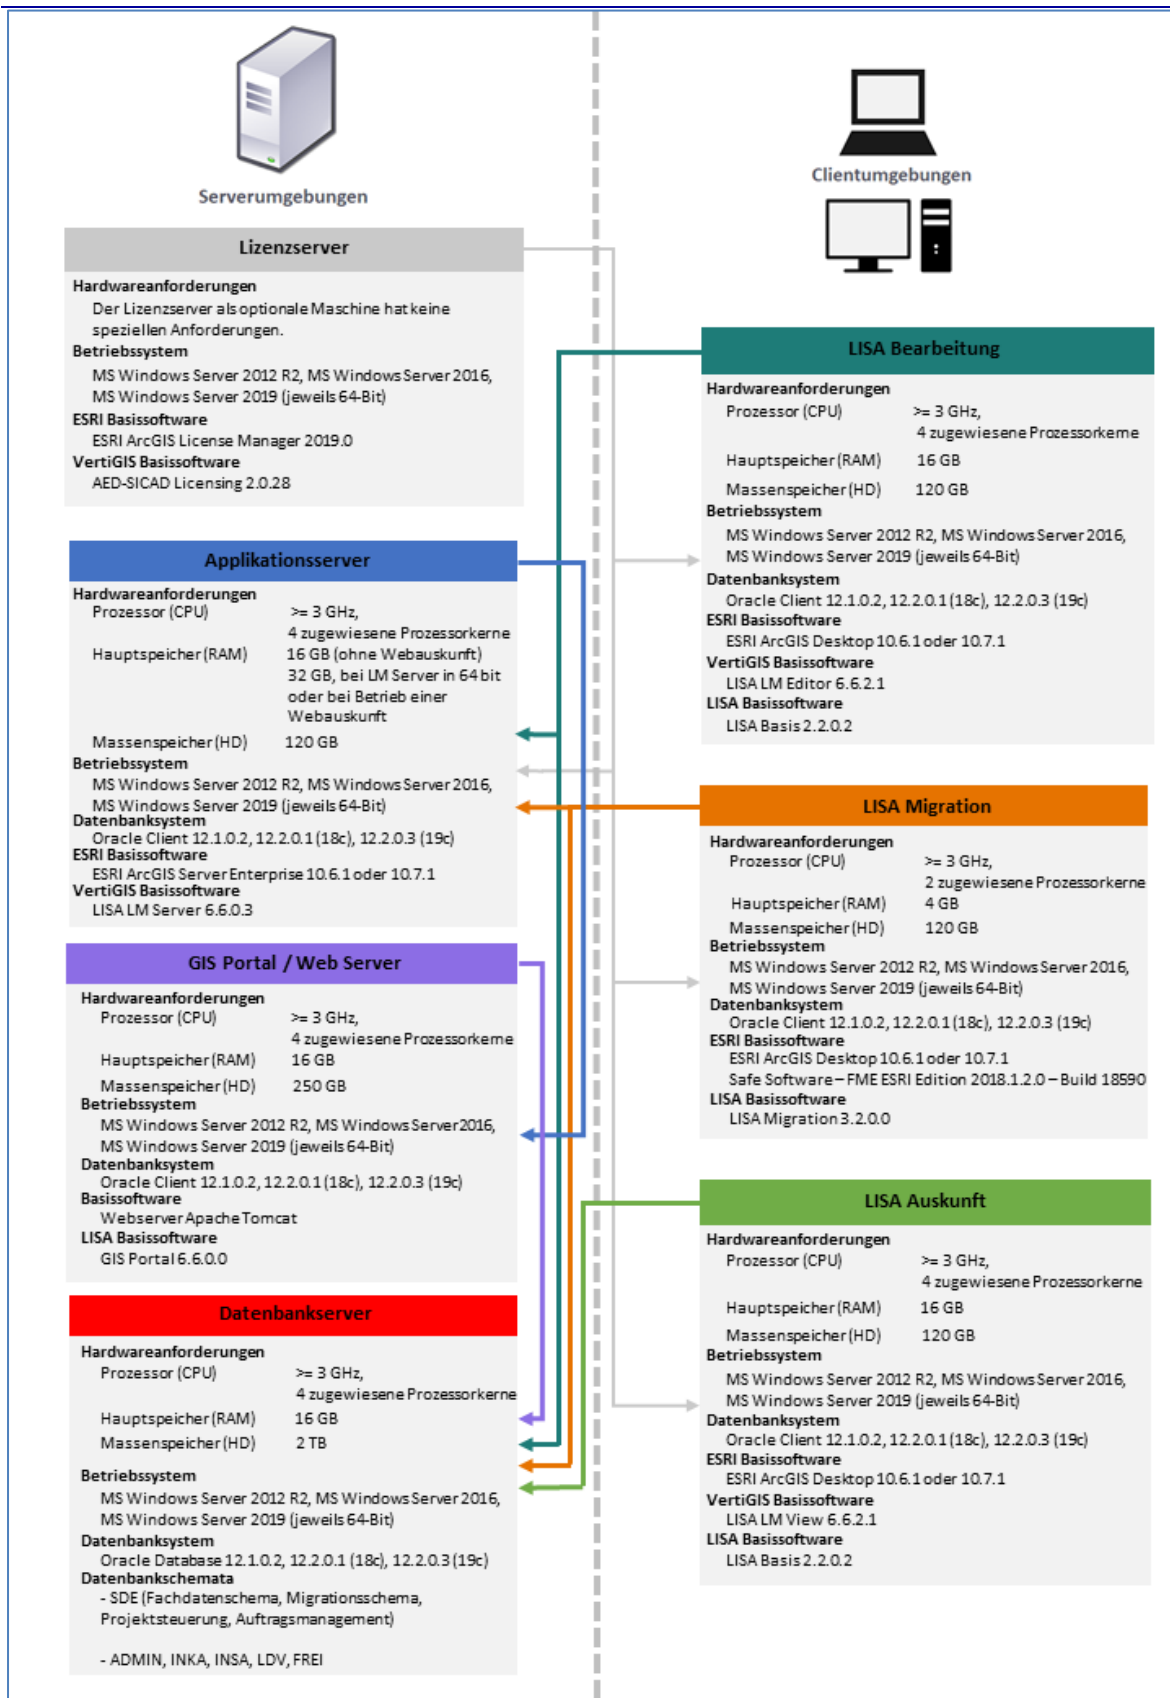 Serverumgebungen
Lizenzserver
Hardwareanforderungen
Der Lizenzserver als optionale Maschine hat keine
speziellen Anforderungen.
Betriebssystem
MS Windows Server 2012 R2, MS Windows Server 2016,
MS Windows Server 2019 (jeweils 64-Bit)
ESRI Basissoftware
ESRI ArcGIS License Manager 2019.0
VertiGIS Basissoftware
AED-SICAD Licensing 2.0.28
Applikationsserver
Hardwareanforderungen
Prozessor (CPU) >= 3 GHz,
4 zugewiesene Prozessorkerne
Hauptspeicher (RAM) 16 GB (ohne Webauskunft)
32 GB, bei LM Server in 64 bit
oder bei Betrieb einer
Webauskunft
Massenspeicher (HD) 120 GB
Betriebssystem
MS Windows Server 2012 R2, MS Windows Server 2016,
MS Windows Server 2019 (jeweils 64-Bit)
Datenbanksystem
Oracle Client 12.1.0.2, 12.2.0.1 (18c), 12.2.0.3 (19c)
ESRI Basissoftware
ESRI ArcGIS Server Enterprise 10.6.1 oder 10.7.1
VertiGIS Basissoftware
LISA LM Server 6.6.0.3
GIS Portal / Web Server
Hardwareanforderungen
Prozessor (CPU) >= 3 GHz,
4 zugewiesene Prozessorkerne
Hauptspeicher (RAM) 16 GB
Massenspeicher (HD) 250 GB
Betriebssystem
MS Windows Server 2012 R2, MS Windows Server 2016,
MS Windows Server 2019 (jeweils 64-Bit)
Datenbanksystem
Oracle Client 12.1.0.2, 12.2.0.1 (18c), 12.2.0.3 (19c)
Basissoftware
Webserver Apache Tomcat
LISA Basissoftware
GIS Portal 6.6.0.0
Datenbankserver
Hardwareanforderungen
Prozessor (CPU) >= 3 GHz,
4 zugewiesene Prozessorkerne
Hauptspeicher (RAM) 16 GB
Massenspeicher (HD) 2 TB
Betriebssystem
MS Windows Server 2012 R2, MS Windows Server 2016,
MS Windows Server 2019 (jeweils 64-Bit)
Datenbanksystem
Oracle Database 12.1.0.2, 12.2.0.1 (18c), 12.2.0.3 (19c)
Datenbankschemata
- SDE (Fachdatenschema, Migrationsschema,
Projektsteuerung, Auftragsmanagement)
- ADMIN, INKA, INSA, LDV, FREI
Clientumgebungen
LISA Bearbeitung
Hardwareanforderungen
Prozessor (CPU) >= 3 GHz,
4 zugewiesene Prozessorkerne
Hauptspeicher (RAM) 16 GB
Massenspeicher (HD) 120 GB
Betriebssystem
MS Windows Server 2012 R2, MS Windows Server 2016,
MS Windows Server 2019 (jeweils 64-Bit)
Datenbanksystem
Oracle Client 12.1.0.2, 12.2.0.1 (18c), 12.2.0.3 (19c)
ESRI Basissoftware
ESRI ArcGIS Desktop 10.6.1 oder 10.7.1
VertiGIS Basissoftware
LISA LM Editor 6.6.2.1
LISA Basissoftware
LISA Basis 2.2.0.2
LISA Migration
Hardwareanforderungen
Prozessor (CPU) >= 3 GHz,
2 zugewiesene Prozessorkerne
Hauptspeicher (RAM) 4 GB
Massenspeicher (HD) 120 GB
Betriebssystem
MS Windows Server 2012 R2, MS Windows Server 2016,
MS Windows Server 2019 (jeweils 64-Bit)
Datenbanksystem
Oracle Client 12.1.0.2, 12.2.0.1 (18c), 12.2.0.3 (19c)
ESRI Basissoftware
ESRI ArcGIS Desktop 10.6.1 oder 10.7.1
Safe Software – FME ESRI Edition 2018.1.2.0 – Build 18590
LISA Basissoftware
LISA Migration 3.2.0.0
LISA Auskunft
Hardwareanforderungen
Prozessor (CPU) >= 3 GHz,
4 zugewiesene Prozessorkerne
Hauptspeicher (RAM) 16 GB
Massenspeicher (HD) 120 GB
Betriebssystem
MS Windows Server 2012 R2, MS Windows Server 2016,
MS Windows Server 2019 (jeweils 64-Bit)
Datenbanksystem
Oracle Client 12.1.0.2, 12.2.0.1 (18c), 12.2.0.3 (19c)
ESRI Basissoftware
ESRI ArcGIS Desktop 10.6.1 oder 10.7.1
VertiGIS Basissoftware
LISA LM View 6.6.2.1
LISA Basissoftware
LISA Basis 2.2.0.2